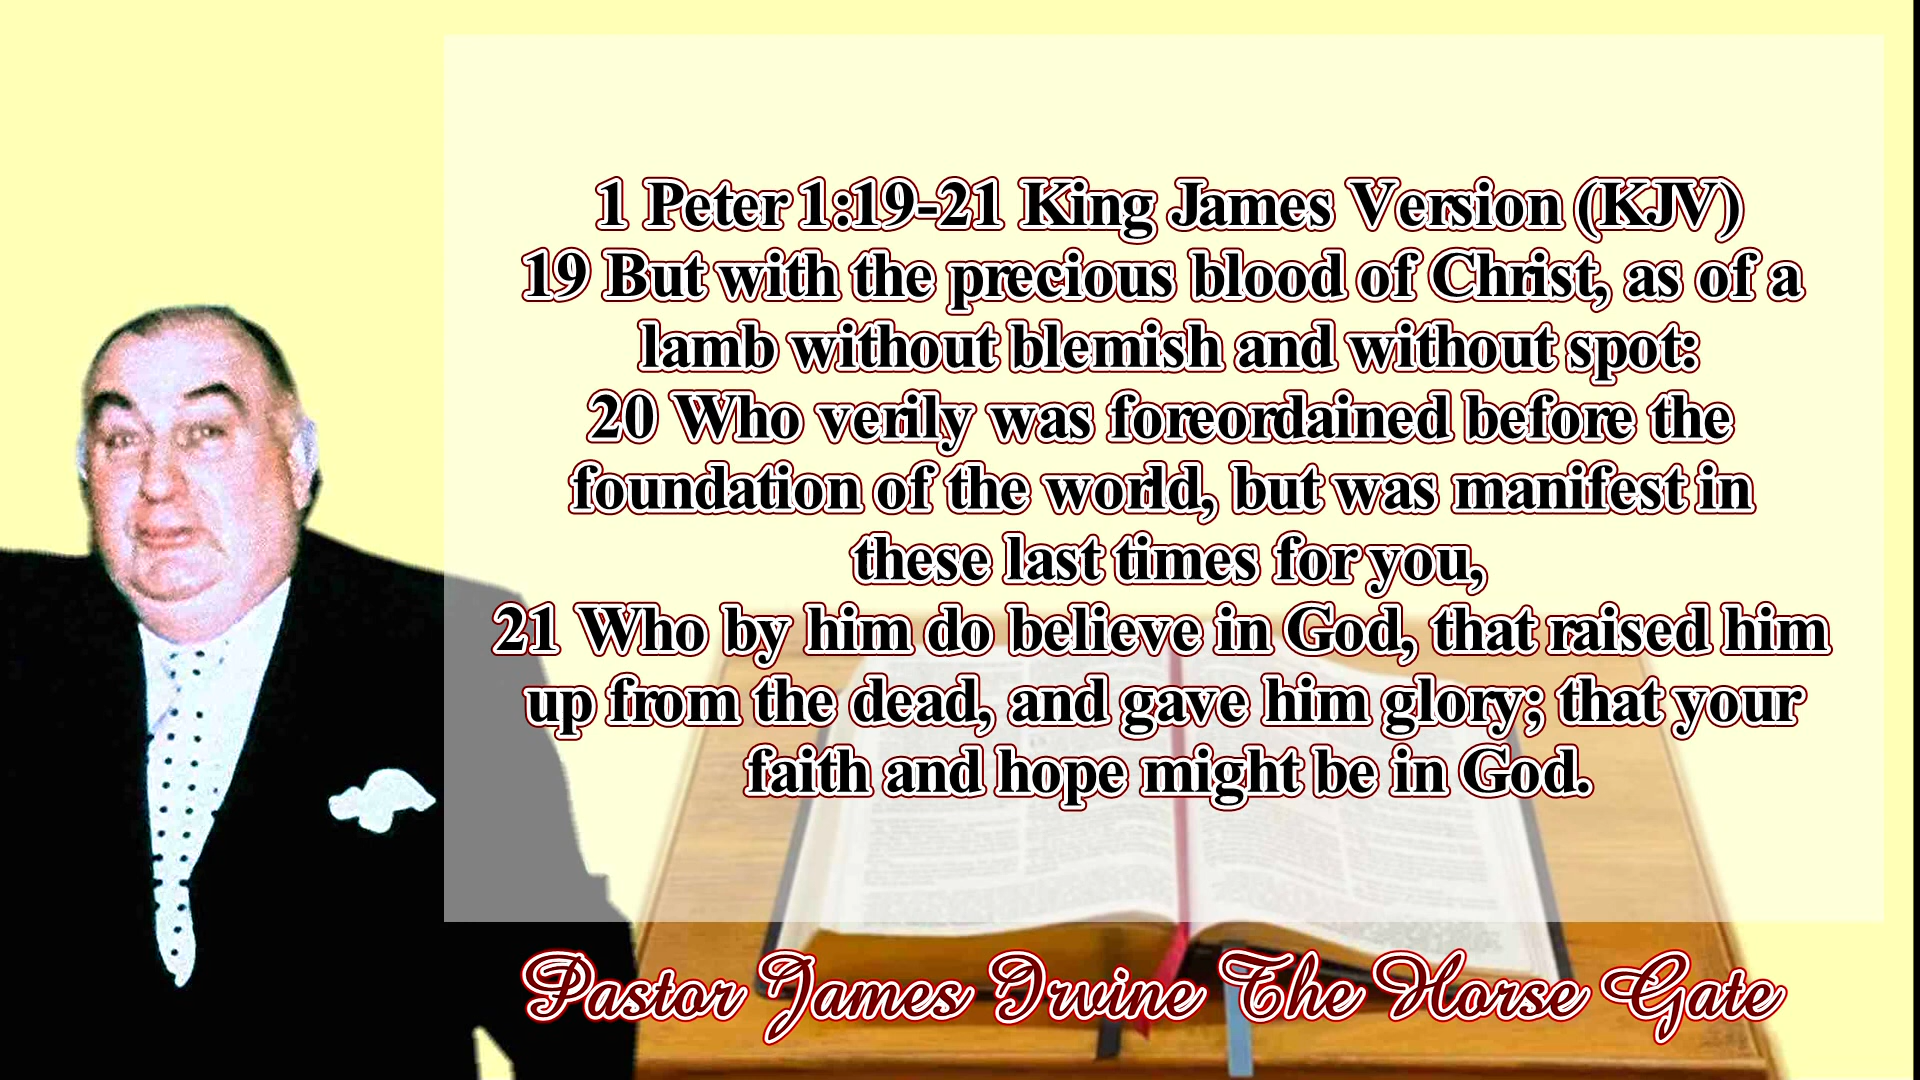 1 Peter 1:19-21 King James Version (KJV)
19 But with the precious blood of Christ, as of a
lamb without blemish and without spot:
20 Who verily was foreordained before the
foundation of the world, but was manifest in
these last times for you,
21 Who by him do believe in God, that raised him
up from the dead, and gave him glory; that your
faith and hope might be in God.
Pastor James Irvine The Horse Gate